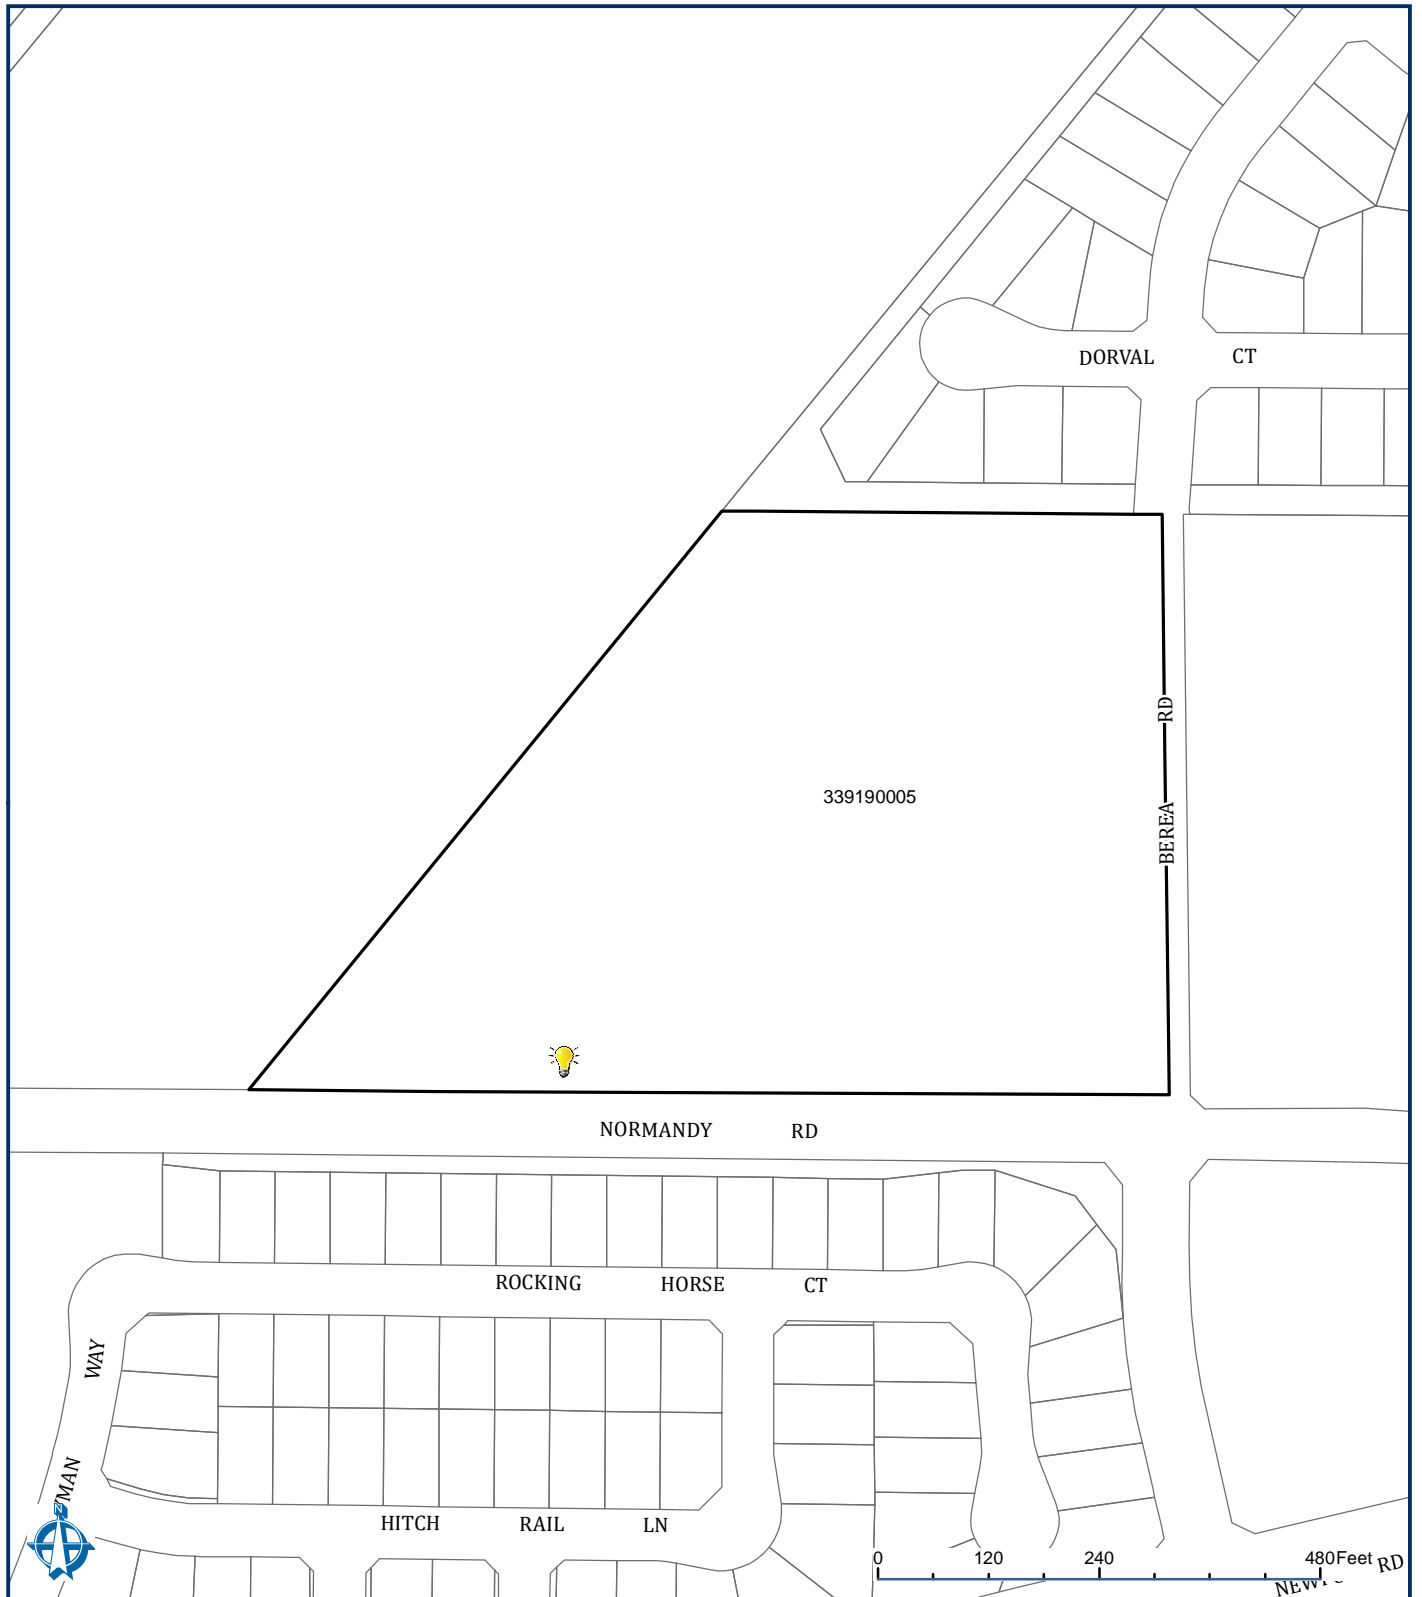 DORVAL CT
RD
339190005
BEREA
NORMANDY RD
ROCKING HORSE CT
WAY
HITCH RAIL LN
N
0 120 240 480Feet
RD